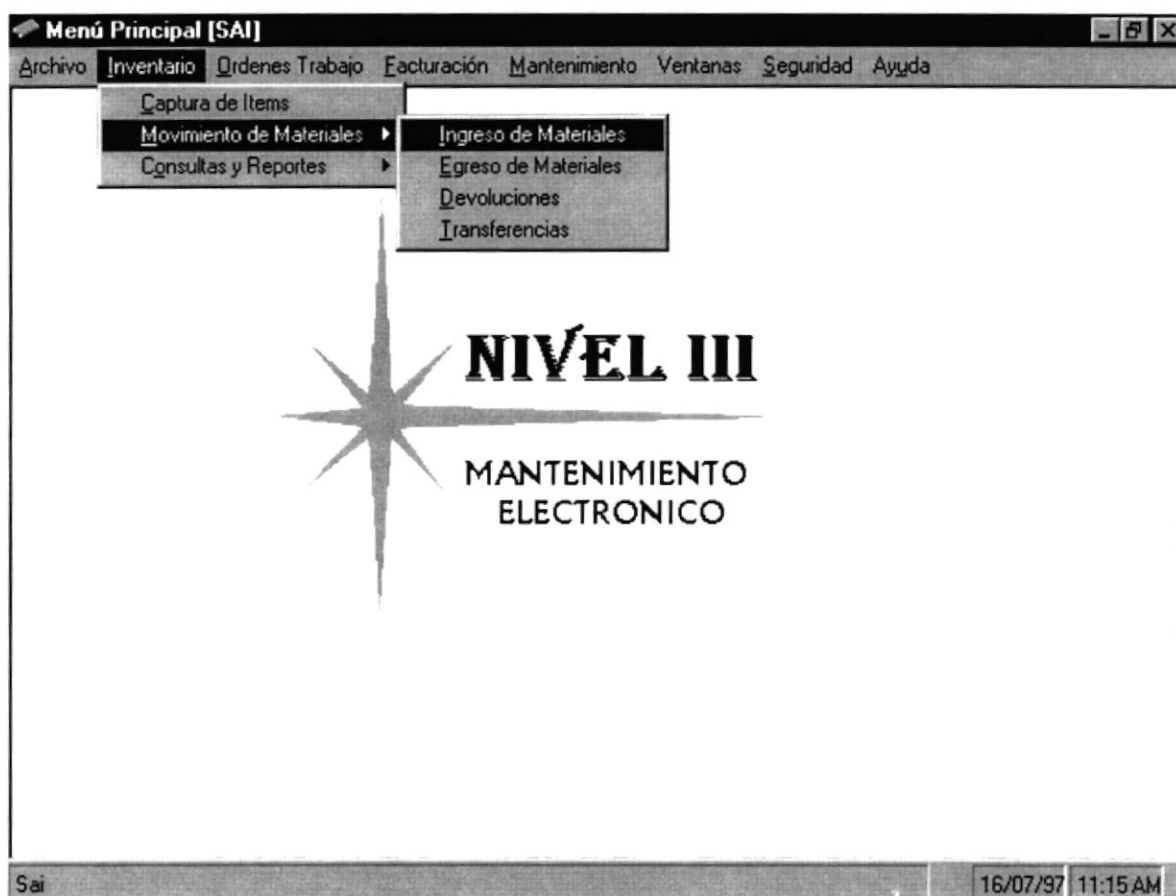 Menú Principal [SAI]
Archivo Inventario Ordenes Trabajo Facturación Mantenimiento Ventanas Seguridad Ayuda
Captura de Items
Movimiento de Materiales
Consultas y Reportes
Ingreso de Materiales
Egreso de Materiales
Devoluciones
Transferencias
NIVEL III
MANTENIMIENTO
ELECTRONICO
Sai 16/07/97 11:15 AM